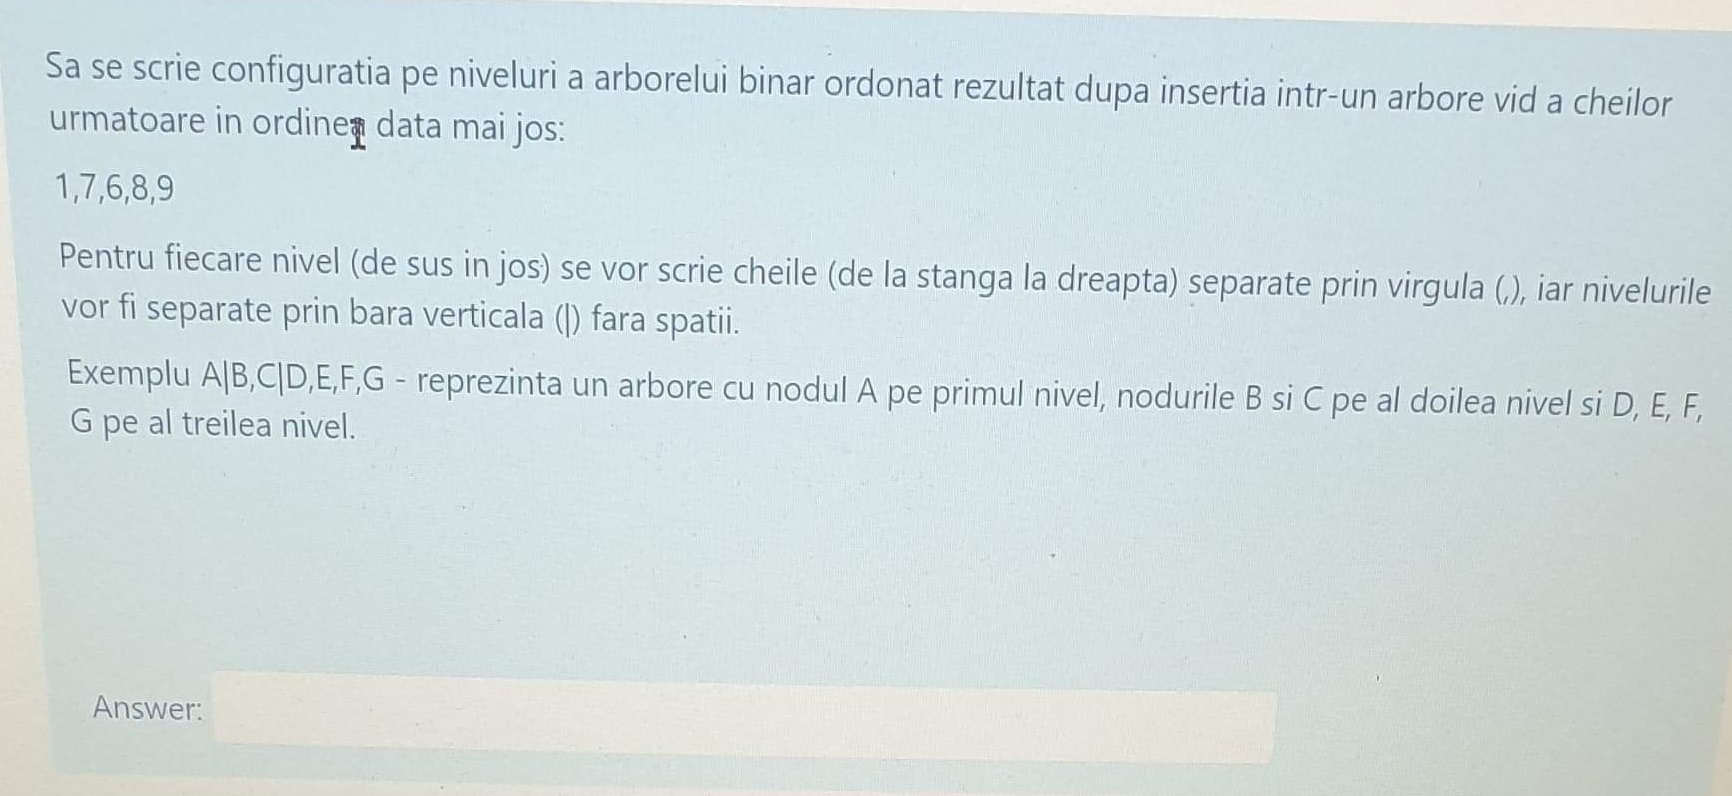 Sa se scrie configuratia pe niveluri a arborelui binar ordonat rezultat dupa insertia intr-un arbore vid a cheilor
urmatoare in ordinea data mai jos:
1,7,6,8,9
Pentru fiecare nivel (de sus in jos) se vor scrie cheile (de la stanga la dreapta) separate prin virgula (,), iar nivelurile
vor fi separate prin bara verticala (|) fara spatii.
Exemplu A|B,C|D,E,F,G - reprezinta un arbore cu nodul A pe primul nivel, nodurile B si C pe al doilea nivel si D, E, F,
G pe al treilea nivel.
Answer: